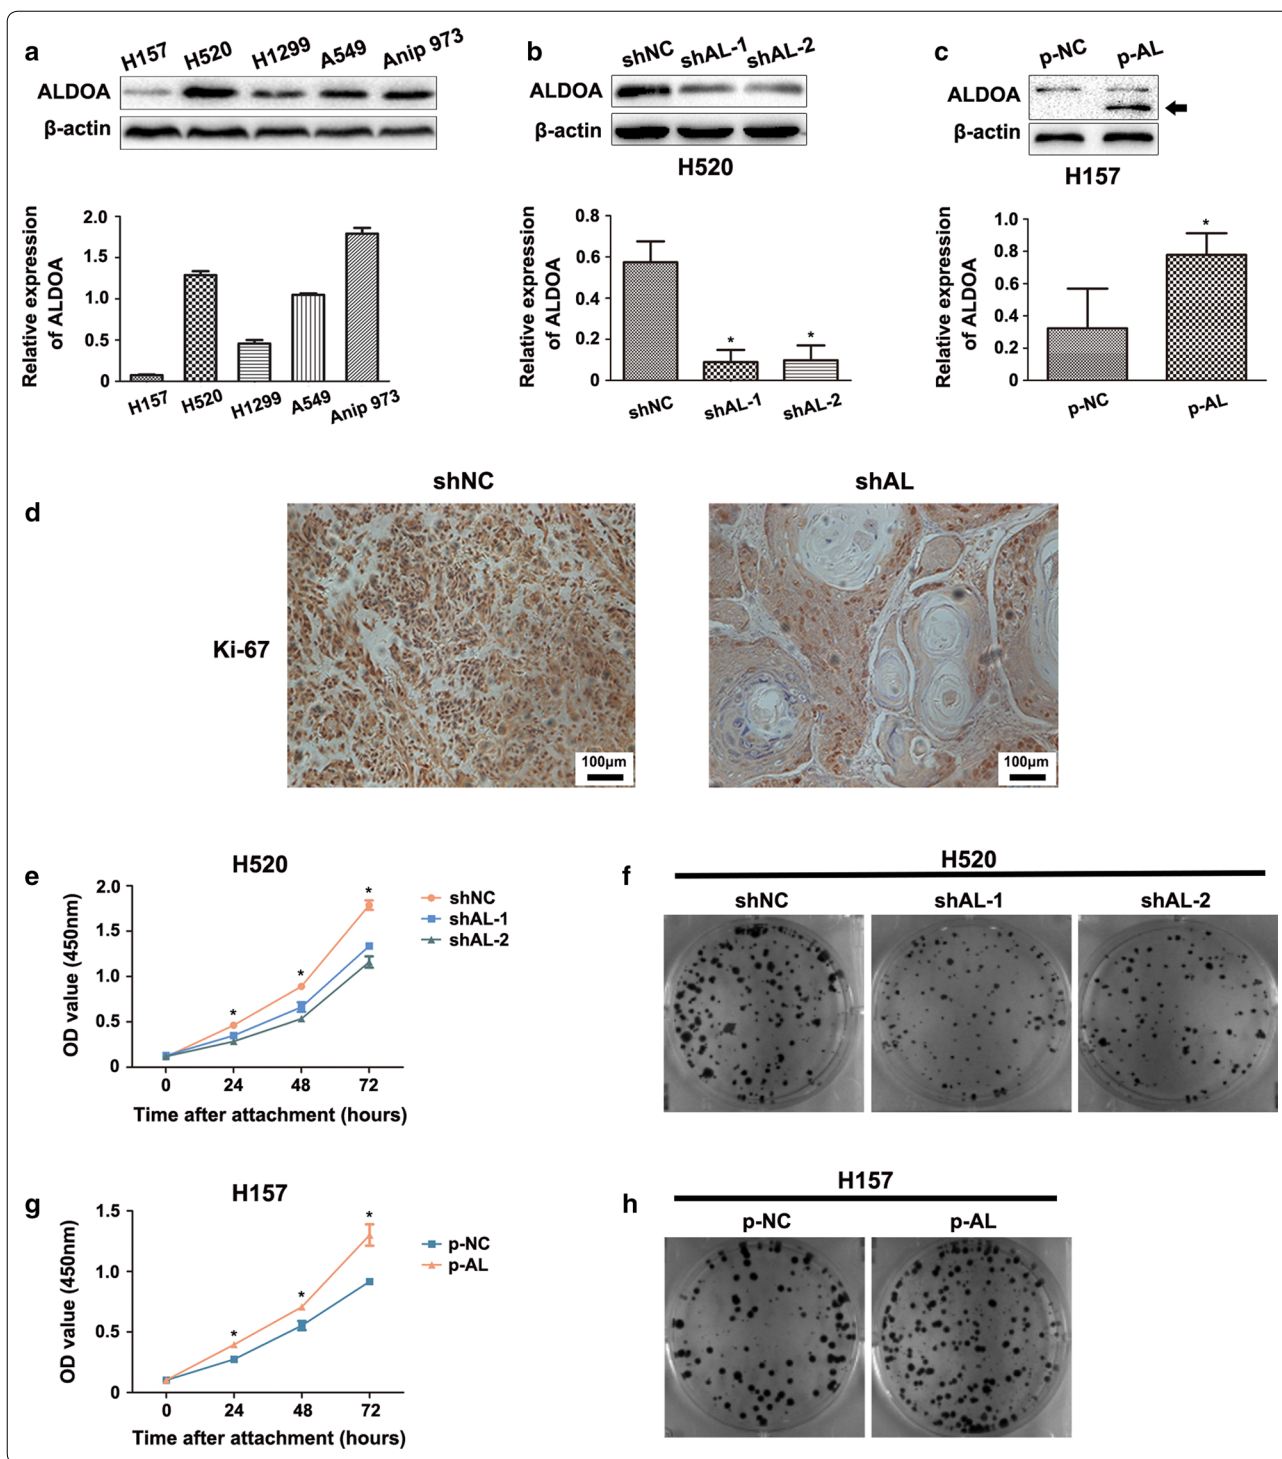 a
H157 H520 H1299 A549 Anip 973
ALDOA
β-actin
Relative expression
of ALDOA
2.0
1.5
1.0
0.5
0
H157 H520 H1299 A549 Anip 973
b
shNC shAL-1 shAL-2
ALDOA
β-actin
H520
Relative expression
of ALDOA
0.8
0.6
0.4
0.2
0
* *
shNC shAL-1 shAL-2
c
p-NC p-AL
ALDOA
β-actin
H157
Relative expression
of ALDOA
1.0
0.8
0.6
0.4
0.2
0
*
p-NC p-AL
d
shNC shAL
Ki-67
100μm 100μm
e
H520
OD value (450nm)
2.0
1.5
1.0
0.5
0
* * *
0 24 48 72
Time after attachment (hours)
shNC
shAL-1
shAL-2
f
H520
shNC shAL-1 shAL-2
g
H157
OD value (450nm)
1.5
1.0
0.5
0
* * *
0 24 48 72
Time after attachment (hours)
p-NC
p-AL
h
H157
p-NC p-AL